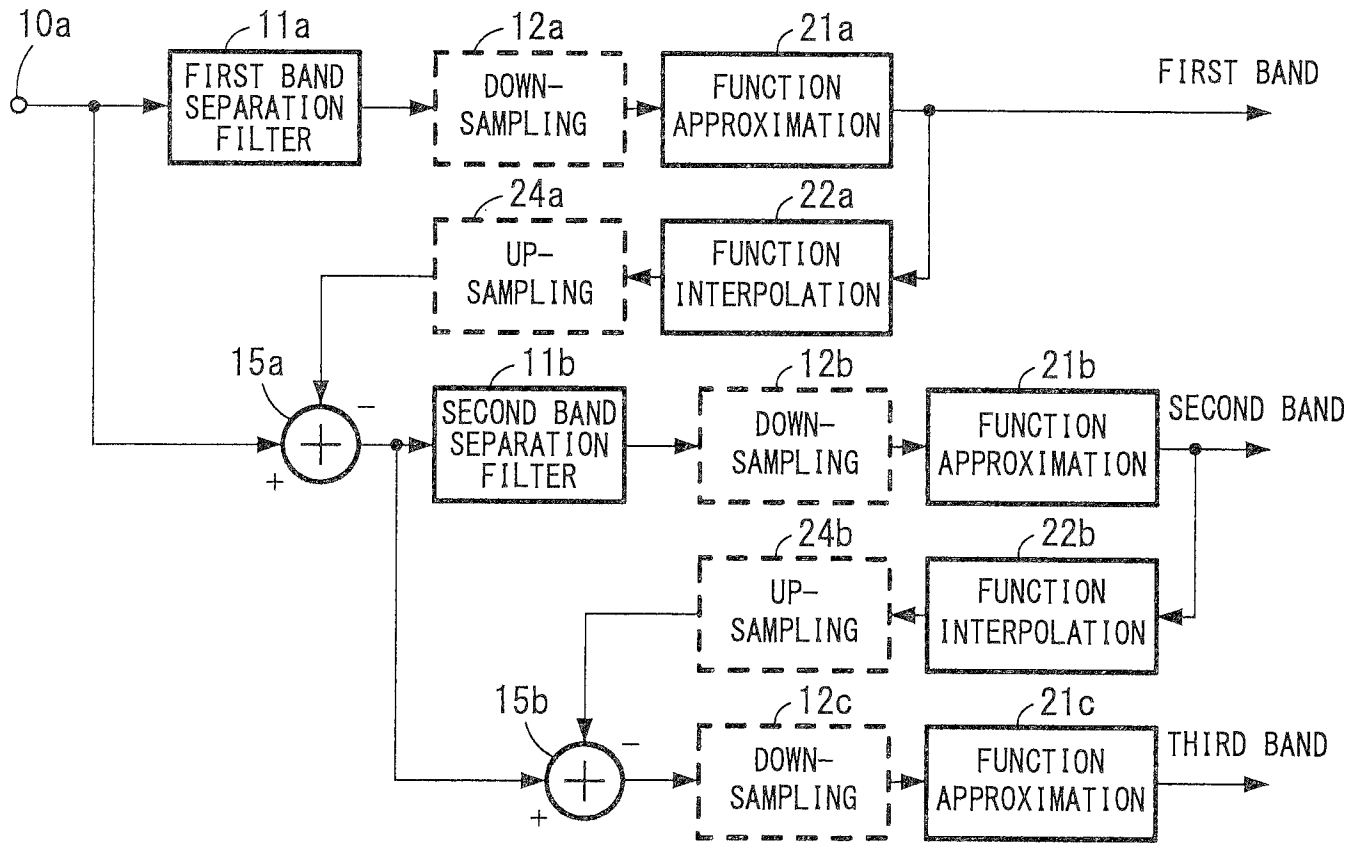 10a
11a
12a
21a
FIRST BAND
SEPARATION
FILTER
DOWN-
SAMPLING
FUNCTION
APPROXIMATION
FIRST BAND
24a
22a
UP-
SAMPLING
FUNCTION
INTERPOLATION
15a
-
+
+
11b
12b
21b
SECOND BAND
SEPARATION
FILTER
DOWN-
SAMPLING
FUNCTION
APPROXIMATION
SECOND BAND
24b
22b
UP-
SAMPLING
FUNCTION
INTERPOLATION
15b
-
+
+
12c
21c
DOWN-
SAMPLING
FUNCTION
APPROXIMATION
THIRD BAND